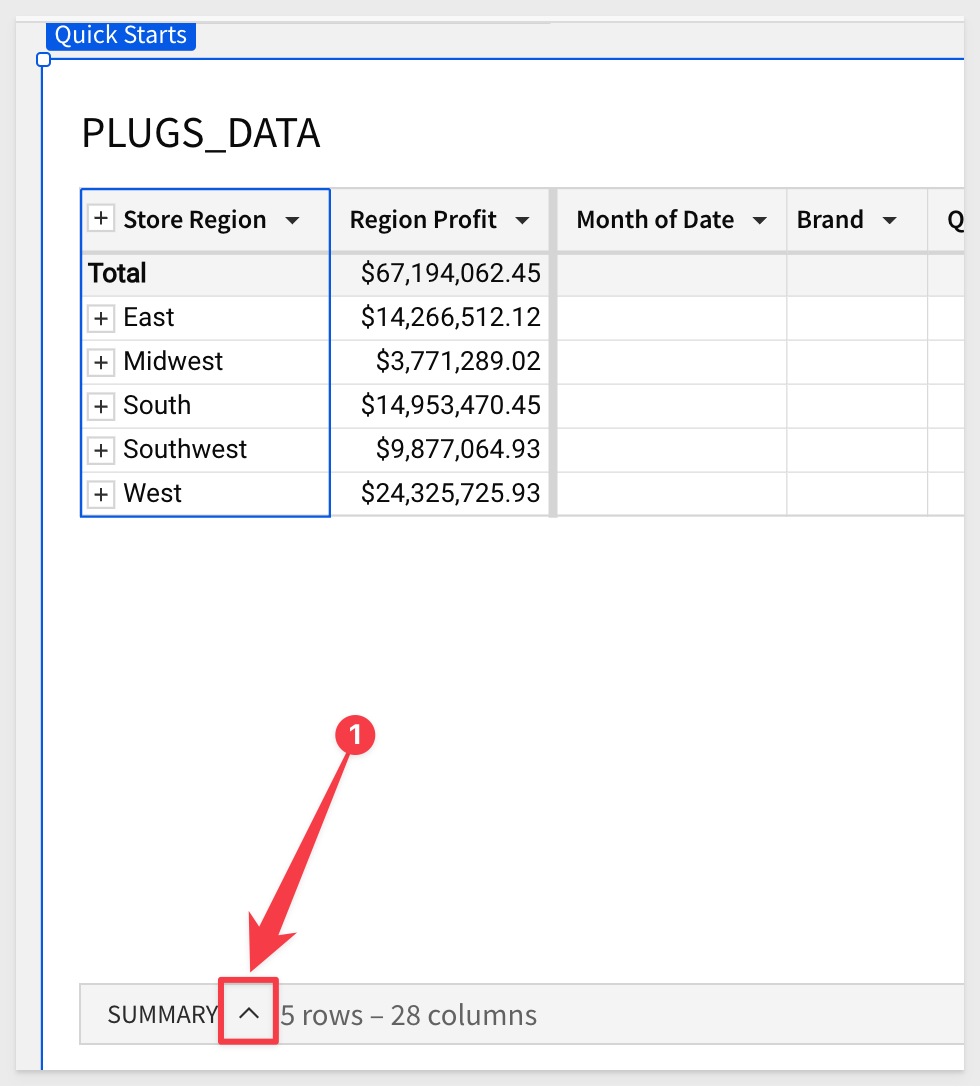 Quick Starts
PLUGS_DATA
+ Store Region Region Profit Month of Date Brand Q
Total $67,194,062.45
+ East $14,266,512.12
+ Midwest $3,771,289.02
+ South $14,953,470.45
+ Southwest $9,877,064.93
+ West $24,325,725.93
1
SUMMARY 5 rows – 28 columns